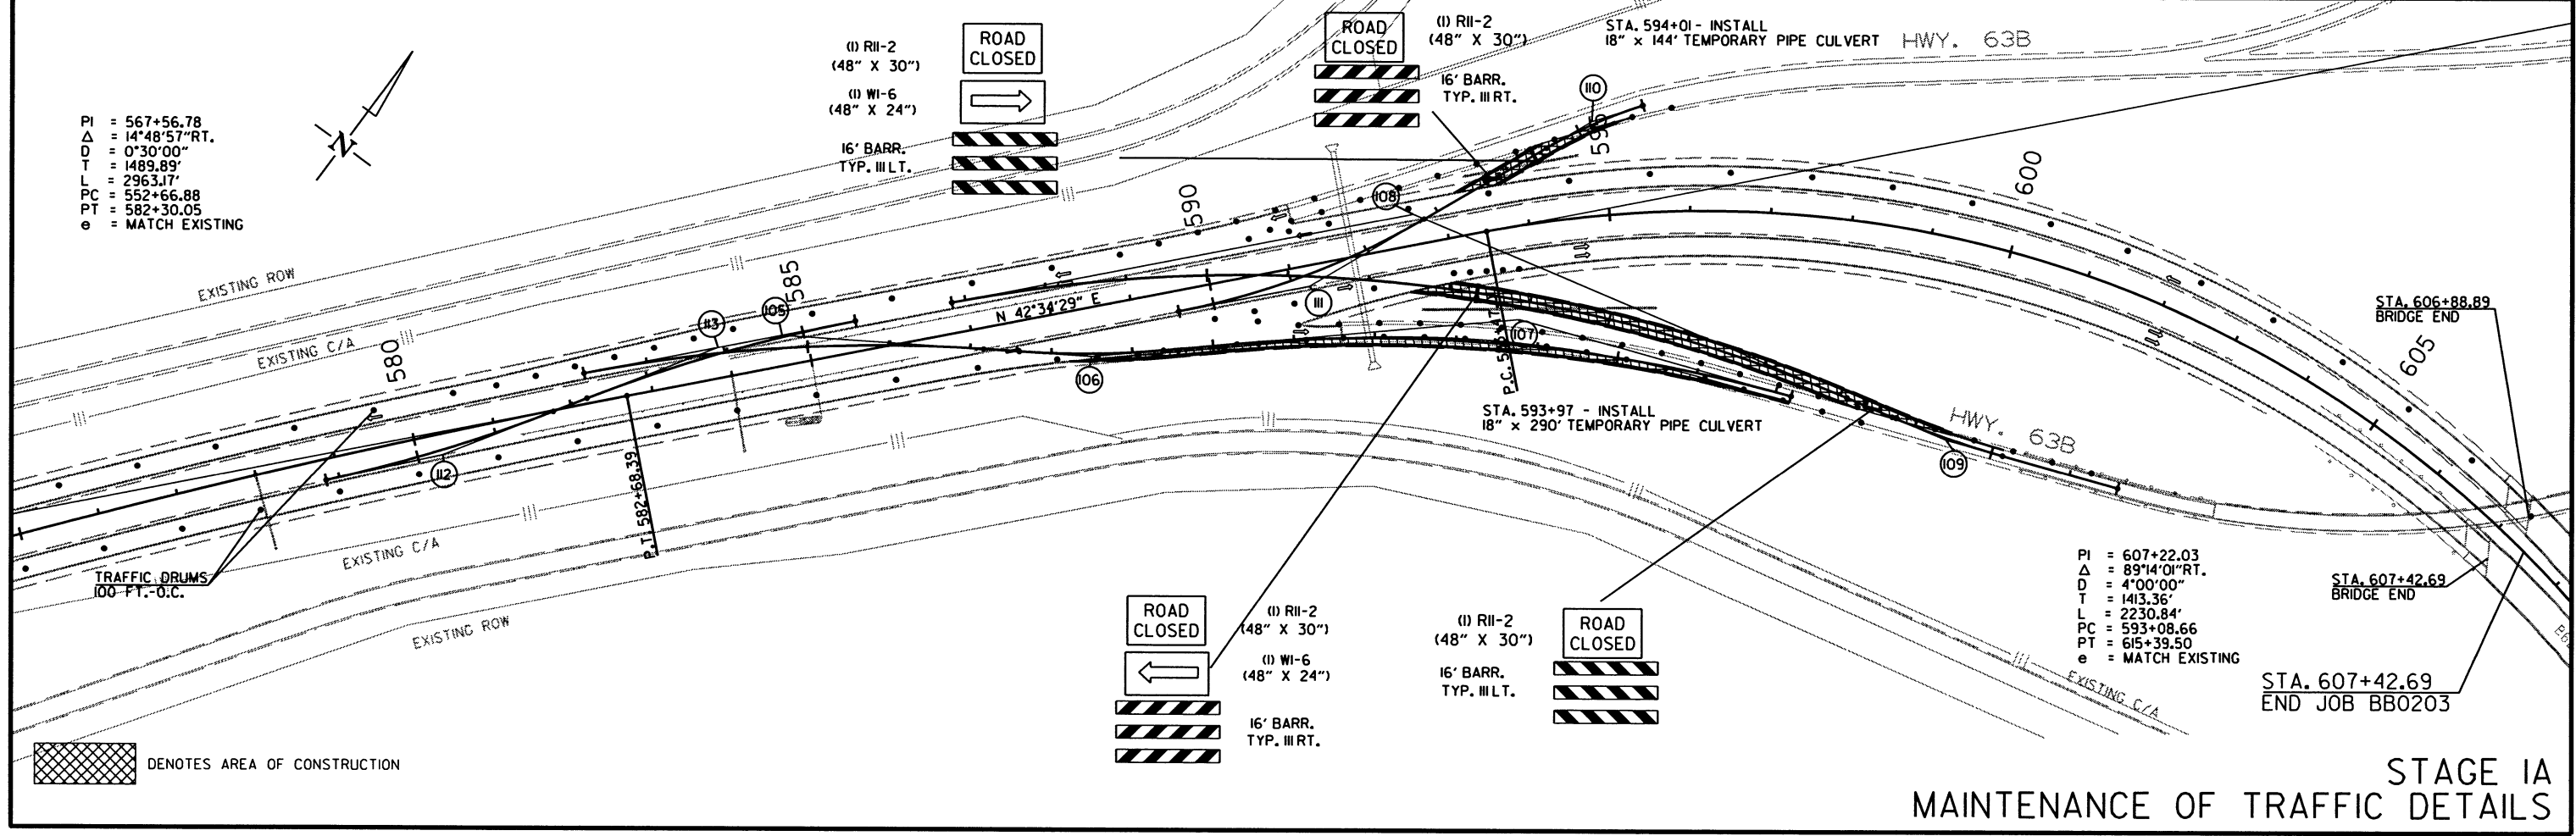 ROAD
CLOSED
(1) R11-2
(48" X 30")
(1) W1-6
(48" X 24")
16' BARR.
TYP. III LT.
ROAD
CLOSED
(1) R11-2
(48" X 30")
16' BARR.
TYP. III RT.
STA. 594+01 - INSTALL
18" x 144' TEMPORARY PIPE CULVERT
HWY. 63B
PI = 567+56.78
Δ = 14°48'57"RT.
D = 0°30'00"
T = 1489.89'
L = 2963.17'
PC = 552+66.88
PT = 582+30.05
e = MATCH EXISTING
N
EXISTING ROW
EXISTING C/A
580
585
590
595
600
605
113
105
108
110
111
107
106
112
109
N 42°34'29" E
P.T. 582+68.39
STA. 593+97 - INSTALL
18" x 290' TEMPORARY PIPE CULVERT
HWY. 63B
STA. 606+88.89
BRIDGE END
TRAFFIC DRUMS
100 FT.-O.C.
EXISTING C/A
EXISTING ROW
ROAD
CLOSED
(1) R11-2
(48" X 30")
(1) W1-6
(48" X 24")
16' BARR.
TYP. III RT.
(1) R11-2
(48" X 30")
16' BARR.
TYP. III LT.
ROAD
CLOSED
PI = 607+22.03
Δ = 89°14'01"RT.
D = 4°00'00"
T = 1413.36'
L = 2230.84'
PC = 593+08.66
PT = 615+39.50
e = MATCH EXISTING
STA. 607+42.69
BRIDGE END
EXISTING C/A
STA. 607+42.69
END JOB BB0203
DENOTES AREA OF CONSTRUCTION
STAGE 1A
MAINTENANCE OF TRAFFIC DETAILS